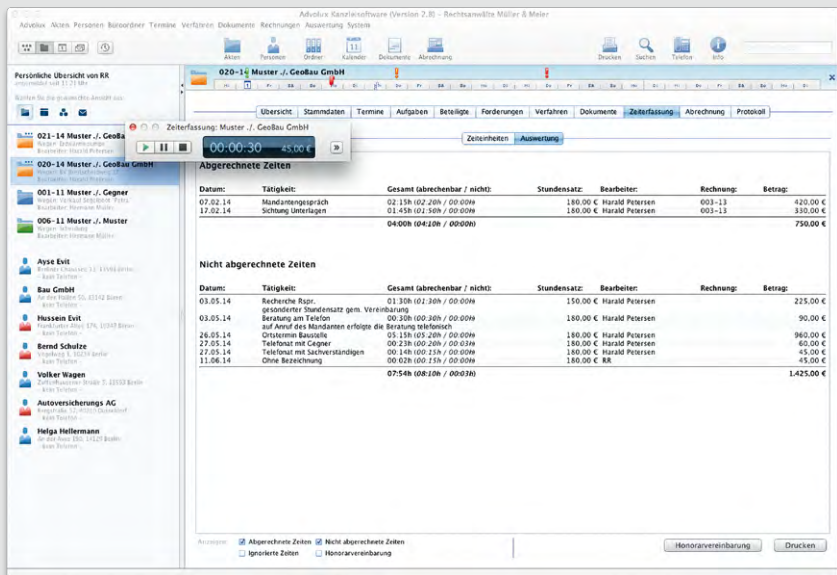 Advolux Kanzleisoftware (Version 2.8) – Rechtsanwälte Müller & Meier
Advolux Akten Personen Büroordner Termine Verfahren Dokumente Rechnungen Auswertung System
Akten Personen Ordner Kalender Dokumente Abrechnung Drucken Suchen Telefon Info
Persönliche Übersicht von RR
020-14 Muster ./. GeoBau GmbH
Übersicht Stammdaten Termine Aufgaben Beteiligte Forderungen Verfahren Dokumente Zeiterfassung Abrechnung Protokoll
Zeiterfassung: Muster ./. GeoBau GmbH
00:00:30 45,00 €
Zeiteinheiten Auswertung
021-14 Muster ./. GeoBa
020-14 Muster ./. GeoBau GmbH
001-11 Muster ./. Gegner
006-11 Muster ./. Muster
Ayse Evit
Bau GmbH
Hussein Evit
Bernd Schulze
Volker Wagen
Autoversicherungs AG
Helga Hellermann
Abgerechnete Zeiten
Datum: Tätigkeit: Gesamt (abrechenbar / nicht): Stundensatz: Bearbeiter: Rechnung: Betrag:
07.02.14 Mandantengespräch 02:15h (02:20h / 00:00h) 180,00 € Harald Petersen 003-13 420,00 €
17.02.14 Sichtung Unterlagen 01:45h (01:50h / 00:00h) 180,00 € Harald Petersen 003-13 330,00 €
04:00h (04:10h / 00:00h) 750,00 €
Nicht abgerechnete Zeiten
Datum: Tätigkeit: Gesamt (abrechenbar / nicht): Stundensatz: Bearbeiter: Rechnung: Betrag:
03.05.14 Recherche Rspr. 01:30h (01:30h / 00:00h) 150,00 € Harald Petersen 225,00 €
gesonderter Stundensatz gem. Vereinbarung
03.05.14 Beratung am Telefon 00:30h (00:30h / 00:00h) 180,00 € Harald Petersen 90,00 €
auf Anruf des Mandanten erfolgte die Beratung telefonisch
26.05.14 Ortstermin Baustelle 05:15h (05:20h / 00:00h) 180,00 € Harald Petersen 960,00 €
27.05.14 Telefonat mit Gegner 00:23h (00:20h / 00:03h) 180,00 € Harald Petersen 60,00 €
27.05.14 Telefonat mit Sachverständigen 00:14h (00:15h / 00:00h) 180,00 € Harald Petersen 45,00 €
11.06.14 Ohne Bezeichnung 00:02h (00:15h / 00:00h) 180,00 € RR 45,00 €
07:54h (08:10h / 00:03h) 1.425,00 €
Anzeigen: Abgerechnete Zeiten Nicht abgerechnete Zeiten
Ignorierte Zeiten Honorarvereinbarung
Honorarvereinbarung Drucken